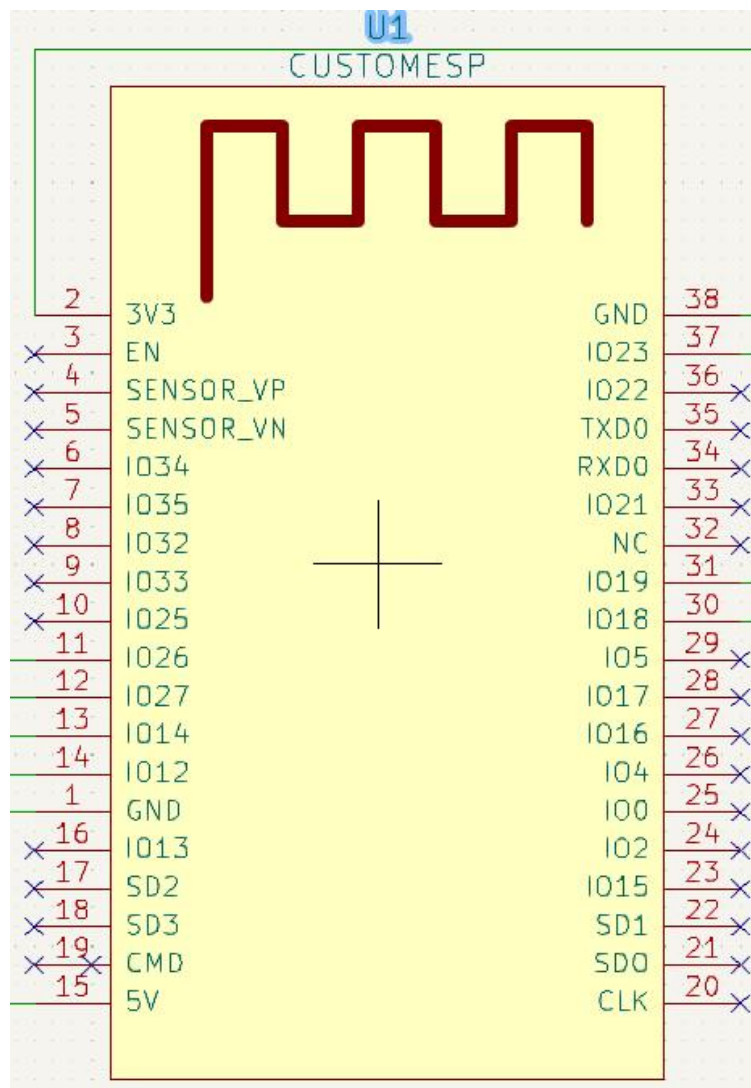 U1
CUSTOMESP
2 3V3 GND 38
3 EN IO23 37
4 SENSOR_VP IO22 36
5 SENSOR_VN TXD0 35
6 IO34 RXD0 34
7 IO35 IO21 33
8 IO32 NC 32
9 IO33 IO19 31
10 IO25 IO18 30
11 IO26 IO5 29
12 IO27 IO17 28
13 IO14 IO16 27
14 IO12 IO4 26
1 GND IO0 25
16 IO13 IO2 24
17 SD2 IO15 23
18 SD3 SD1 22
19 CMD SD0 21
15 5V CLK 20